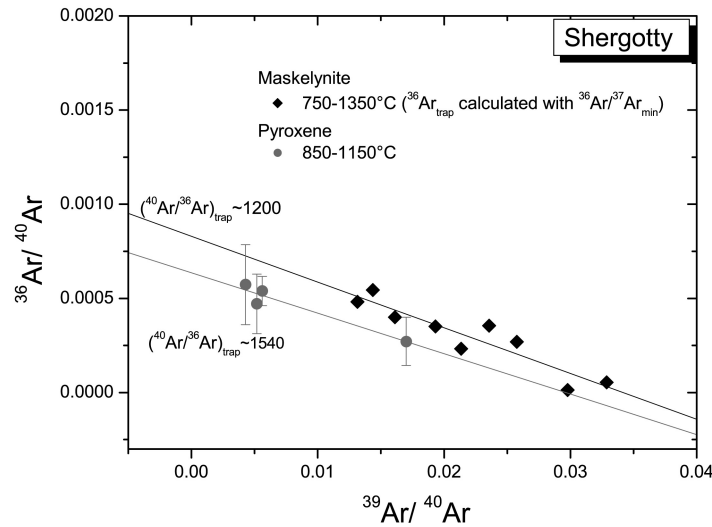 0.0020
Shergotty
Maskelynite
750-1350°C (36Artrap calculated with 36Ar/37Armin)
0.0015
Pyroxene
850-1150°C
(40Ar/36Ar)trap~1200
0.0010
36Ar/ 40Ar
0.0005
(40Ar/36Ar)trap~1540
0.0000
0.00 0.01 0.02 0.03 0.04
39Ar/ 40Ar